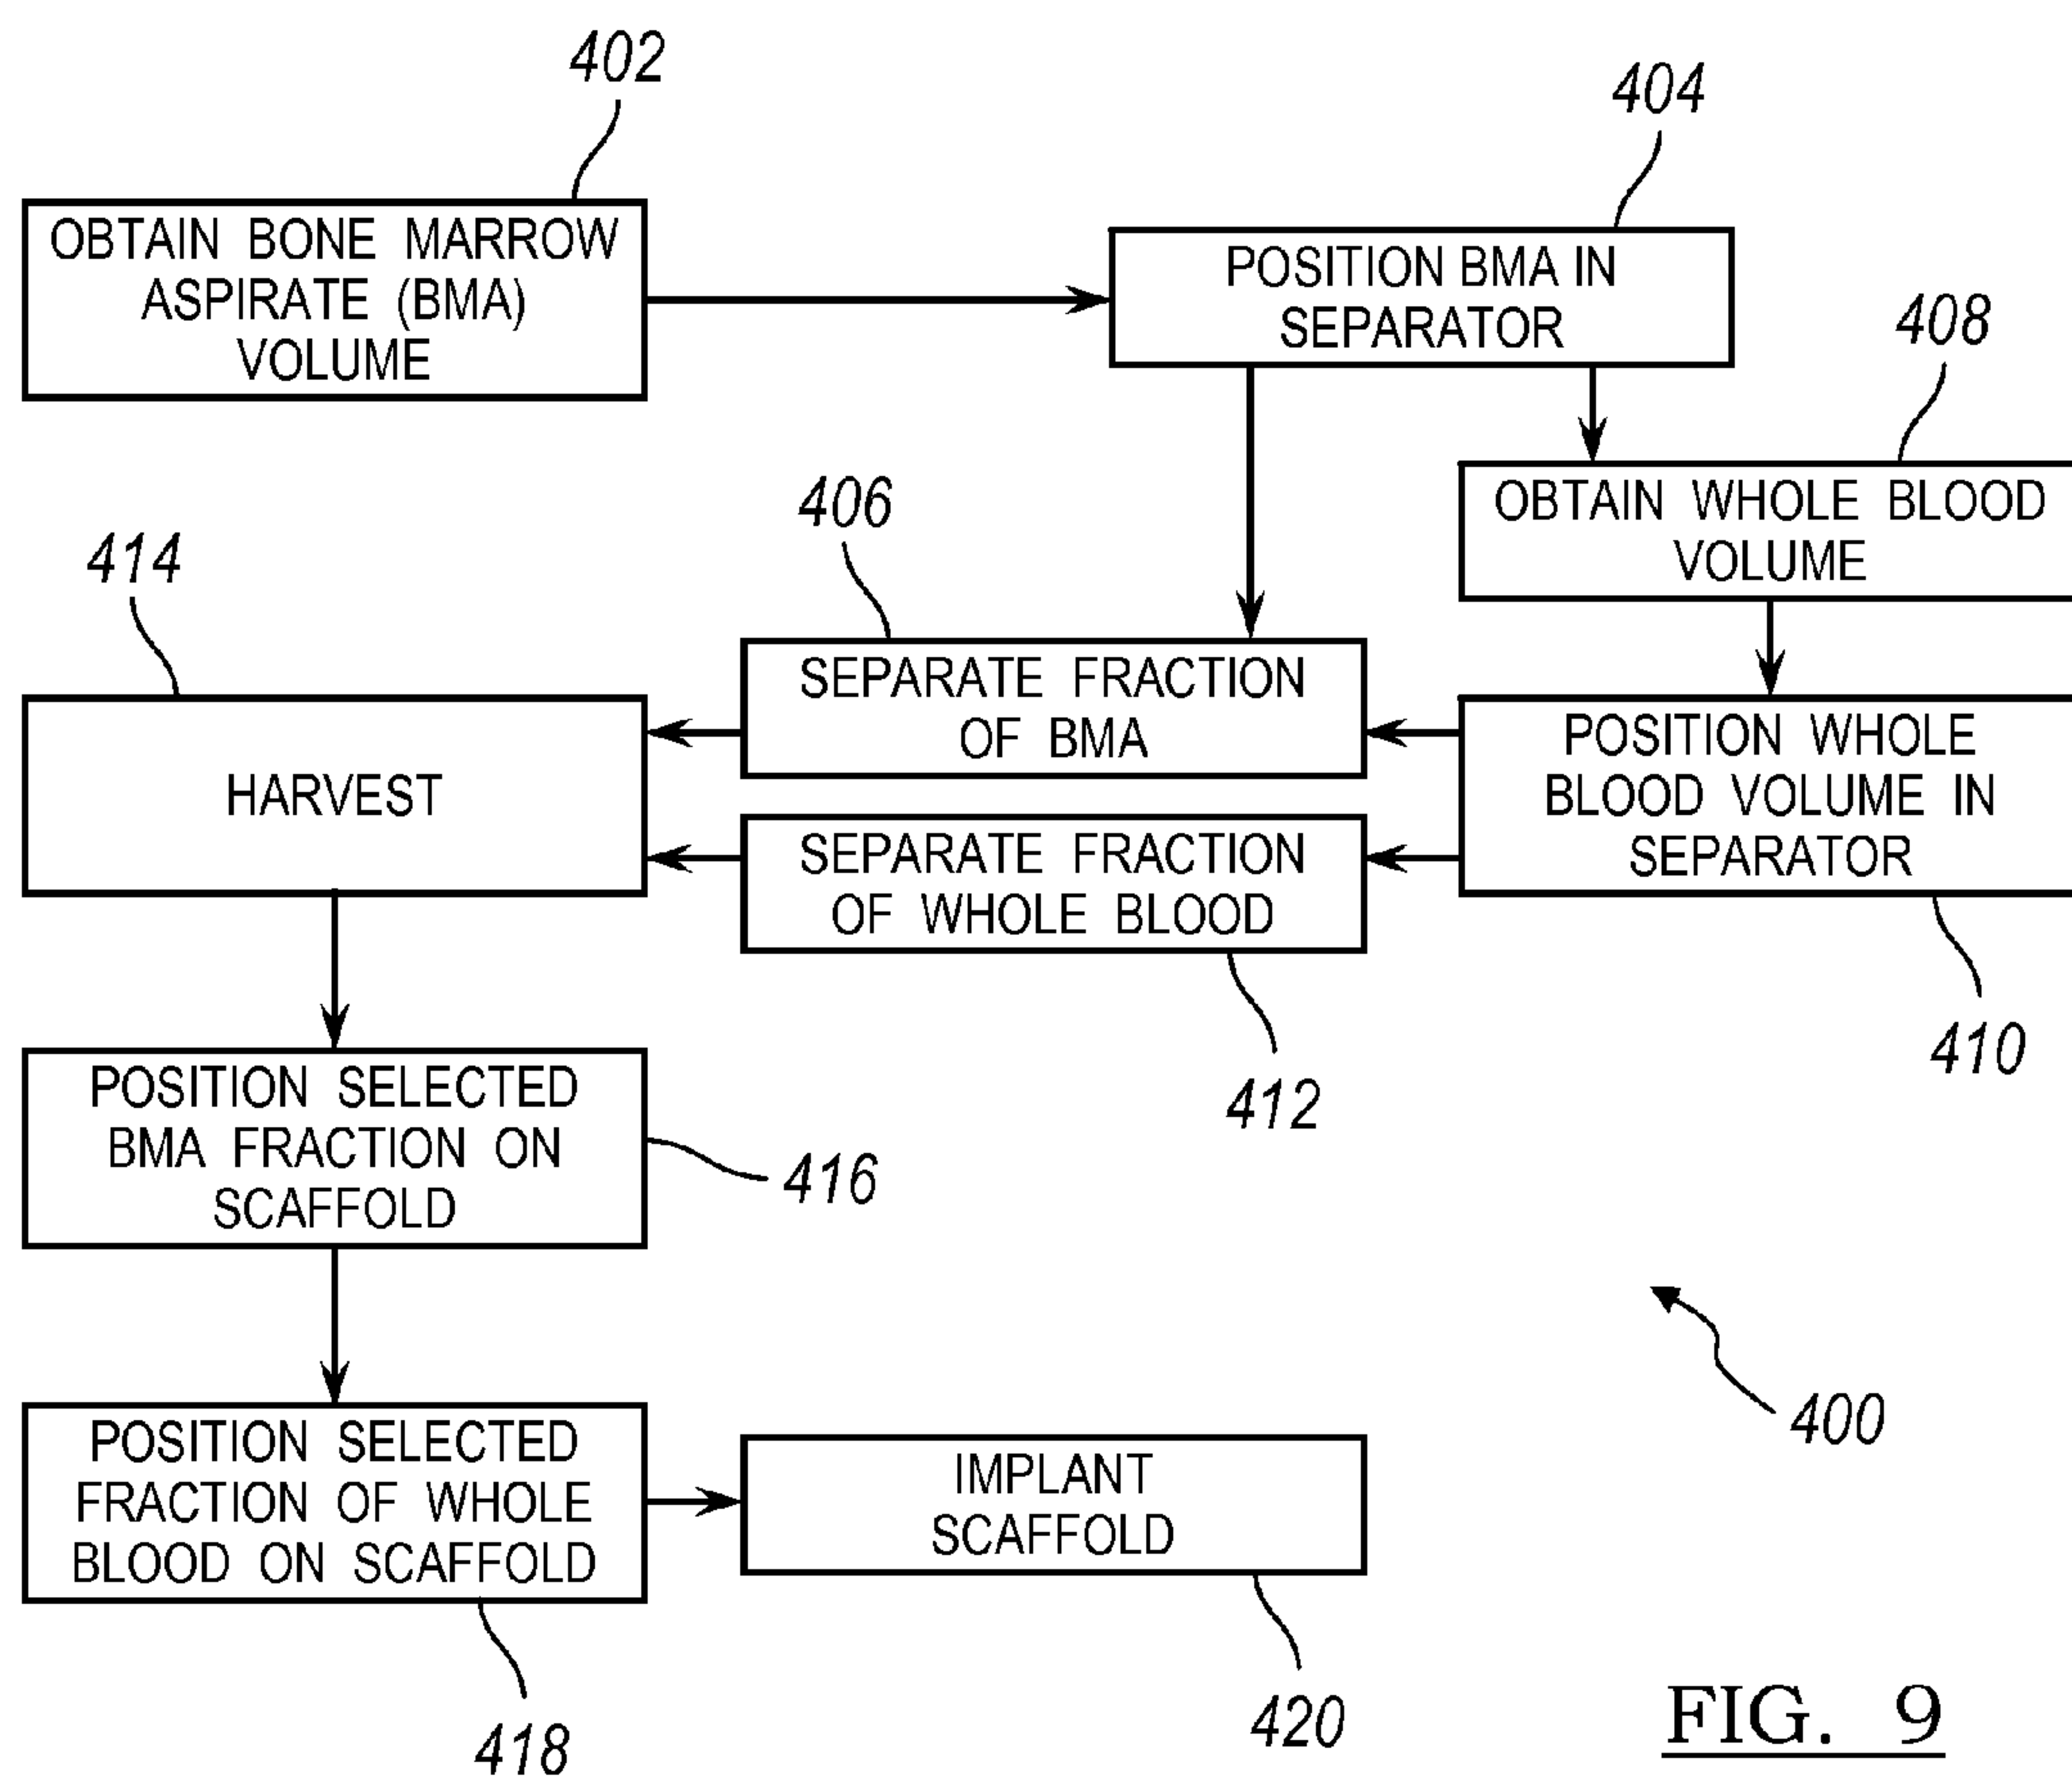 402
OBTAIN BONE MARROW
ASPIRATE (BMA)
VOLUME
404
POSITION BMA IN
SEPARATOR
408
OBTAIN WHOLE BLOOD
VOLUME
406
SEPARATE FRACTION
OF BMA
414
HARVEST
POSITION WHOLE
BLOOD VOLUME IN
SEPARATOR
410
SEPARATE FRACTION
OF WHOLE BLOOD
412
POSITION SELECTED
BMA FRACTION ON
SCAFFOLD
416
POSITION SELECTED
FRACTION OF WHOLE
BLOOD ON SCAFFOLD
418
IMPLANT
SCAFFOLD
420
400
FIG. 9